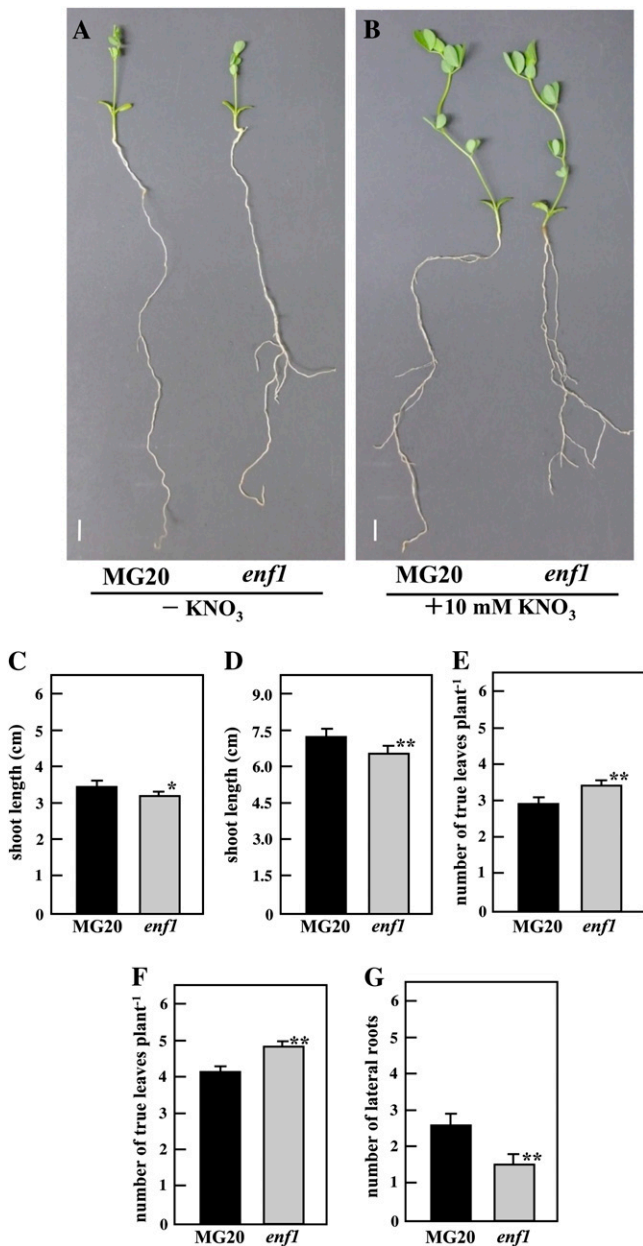 A
B
MG20 enf1
− KNO₃
MG20 enf1
+10 mM KNO₃
C
shoot length (cm)
6
5
4
3
2
1
0
MG20 enf1
*
D
shoot length (cm)
9.0
7.5
6.0
4.5
3.0
1.5
0
MG20 enf1
**
E
number of true leaves plant⁻¹
6
5
4
3
2
1
0
MG20 enf1
**
F
number of true leaves plant⁻¹
6
5
4
3
2
1
0
MG20 enf1
**
G
number of lateral roots
6
5
4
3
2
1
0
MG20 enf1
**